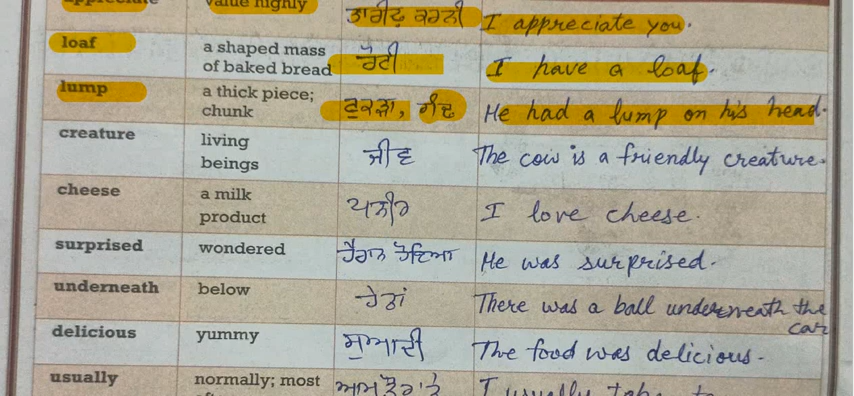 value highly ਤਾਰੀਫ਼ ਕਰਨੀ I appreciate you.
loaf a shaped mass of baked bread ਰੋਟੀ I have a loaf.
lump a thick piece; chunk ਟੁਕੜਾ, ਗੰਢ He had a lump on his head.
creature living beings ਜੀਵ The cow is a friendly creature.
cheese a milk product ਪਨੀਰ I love cheese.
surprised wondered ਹੈਰਾਨ ਹੋਇਆ He was surprised.
underneath below ਹੇਠਾਂ There was a ball underneath the car
delicious yummy ਸੁਆਦੀ The food was delicious.
usually normally; most ਆਮ ਤੌਰ 'ਤੇ I usually